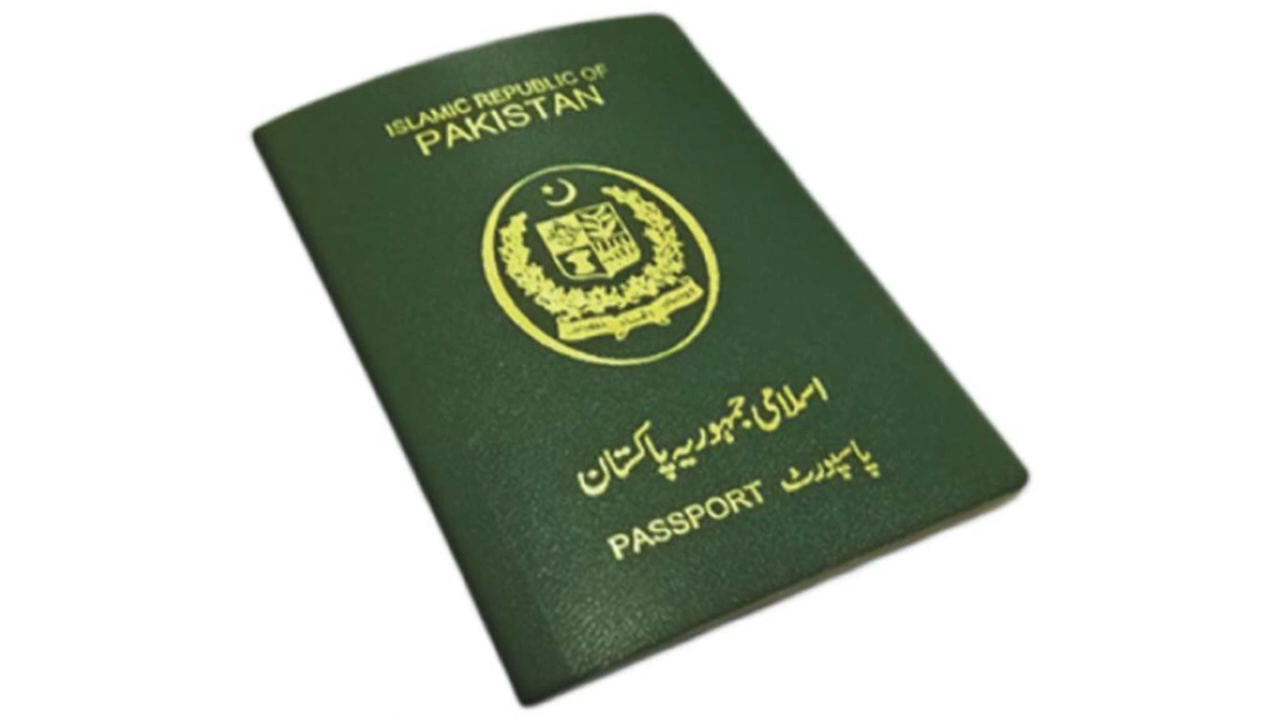 ISLAMIC REPUBLIC OF
PAKISTAN
اسلامی جمہوریہ پاکستان
PASSPORT پاسپورٹ